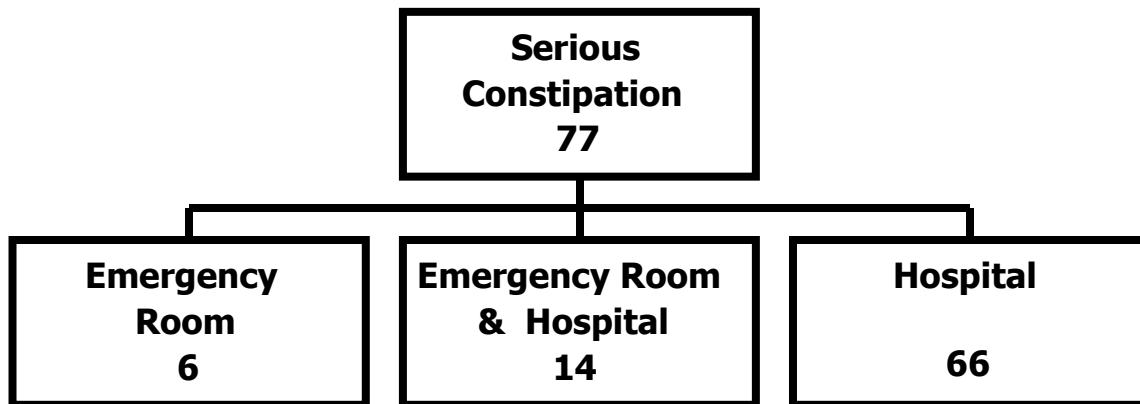 Serious
Constipation
77
Emergency
Room
6
Emergency Room
& Hospital
14
Hospital
66